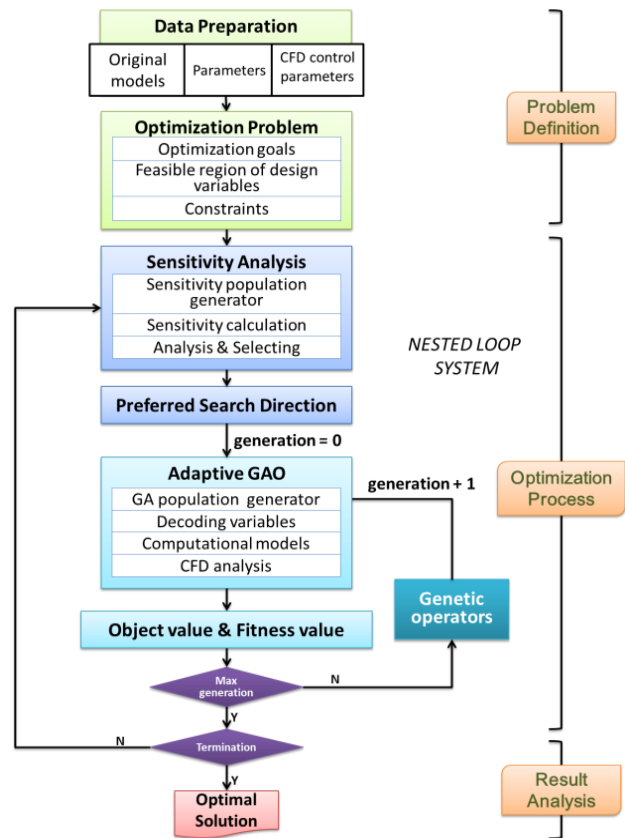 Data Preparation
Original
models
Parameters
CFD control
parameters
Optimization Problem
Optimization goals
Feasible region of design
variables
Constraints
Problem
Definition
Sensitivity Analysis
Sensitivity population
generator
Sensitivity calculation
Analysis & Selecting
NESTED LOOP
SYSTEM
Preferred Search Direction
generation = 0
Adaptive GAO
GA population generator
Decoding variables
Computational models
CFD analysis
generation + 1
Optimization
Process
Genetic
operators
Object value & Fitness value
Max
generation
N
Y
N
Termination
Y
Optimal
Solution
Result
Analysis